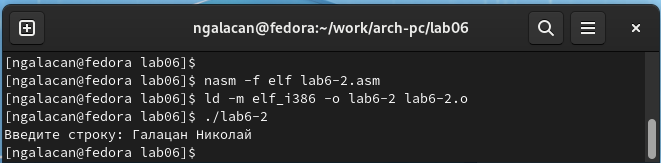 ngalacan@fedora:~/work/arch-pc/lab06
[ngalacan@fedora lab06]$
[ngalacan@fedora lab06]$ nasm -f elf lab6-2.asm
[ngalacan@fedora lab06]$ ld -m elf_i386 -o lab6-2 lab6-2.o
[ngalacan@fedora lab06]$ ./lab6-2
Введите строку: Галацан Николай
[ngalacan@fedora lab06]$